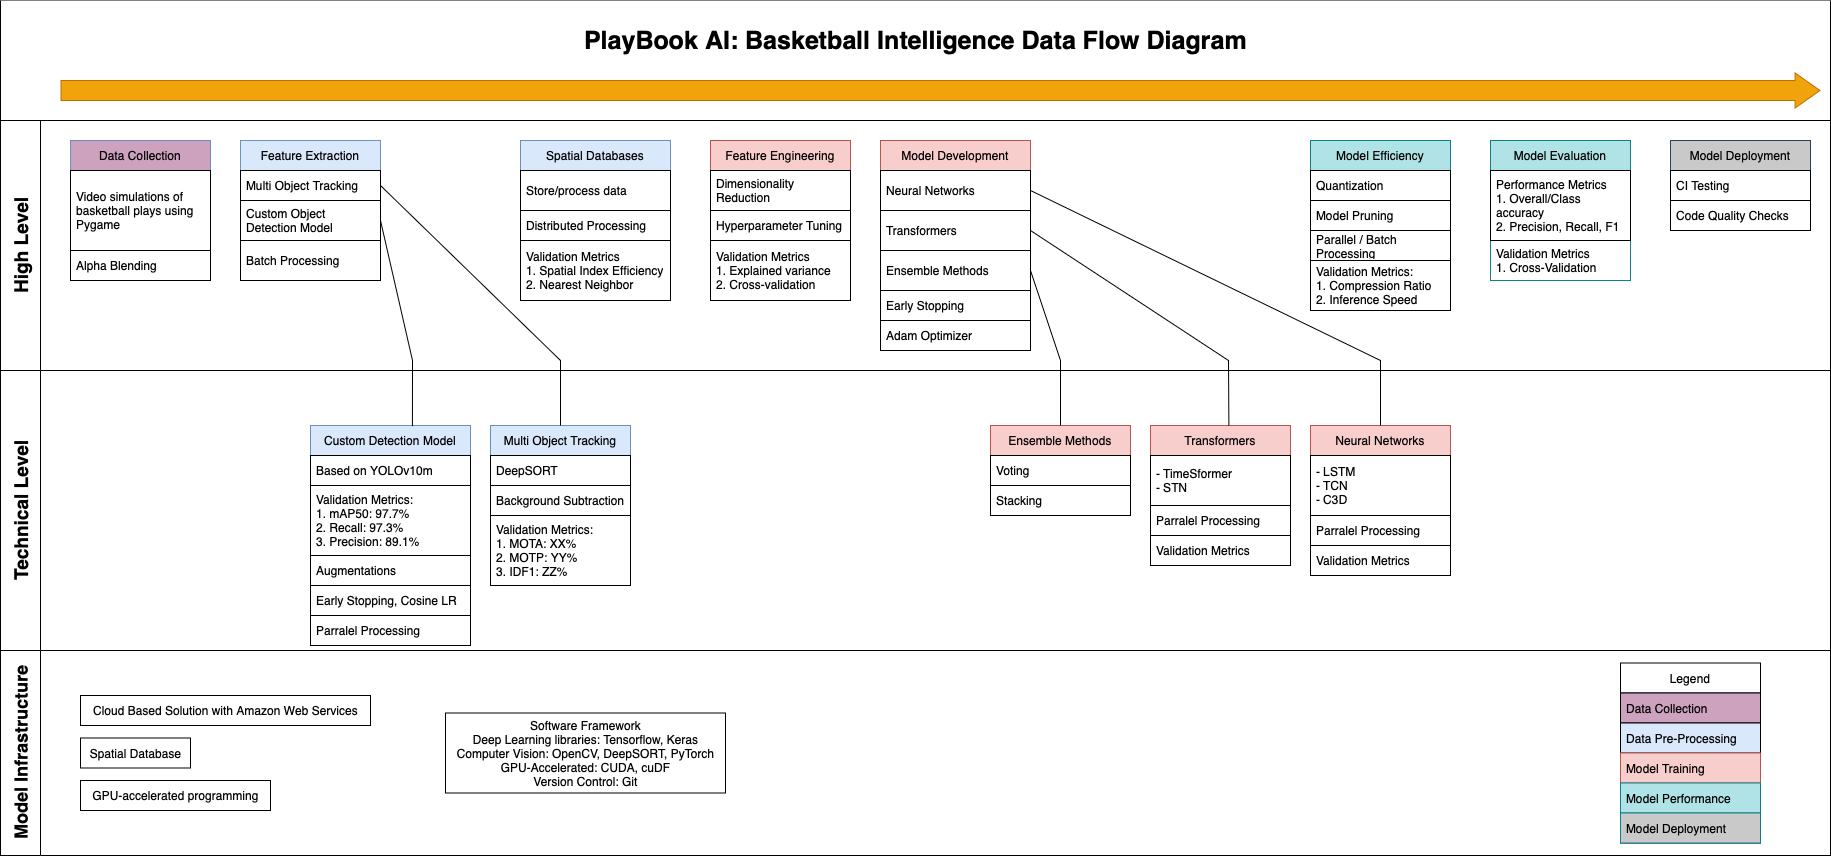 PlayBook AI: Basketball Intelligence Data Flow Diagram
High Level
Data Collection
Video simulations of
basketball plays using
Pygame
Alpha Blending
Feature Extraction
Multi Object Tracking
Custom Object
Detection Model
Batch Processing
Spatial Databases
Store/process data
Distributed Processing
Validation Metrics
1. Spatial Index Efficiency
2. Nearest Neighbor
Feature Engineering
Dimensionality
Reduction
Hyperparameter Tuning
Validation Metrics
1. Explained variance
2. Cross-validation
Model Development
Neural Networks
Transformers
Ensemble Methods
Early Stopping
Adam Optimizer
Model Efficiency
Quantization
Model Pruning
Parallel / Batch
Processing
Validation Metrics:
1. Compression Ratio
2. Inference Speed
Model Evaluation
Performance Metrics
1. Overall/Class
accuracy
2. Precision, Recall, F1
Validation Metrics
1. Cross-Validation
Model Deployment
CI Testing
Code Quality Checks
Technical Level
Custom Detection Model
Based on YOLOv10m
Validation Metrics:
1. mAP50: 97.7%
2. Recall: 97.3%
3. Precision: 89.1%
Augmentations
Early Stopping, Cosine LR
Parralel Processing
Multi Object Tracking
DeepSORT
Background Subtraction
Validation Metrics:
1. MOTA: XX%
2. MOTP: YY%
3. IDF1: ZZ%
Ensemble Methods
Voting
Stacking
Transformers
- TimeSformer
- STN
Parralel Processing
Validation Metrics
Neural Networks
- LSTM
- TCN
- C3D
Parralel Processing
Validation Metrics
Model Infrastructure
Cloud Based Solution with Amazon Web Services
Spatial Database
GPU-accelerated programming
Software Framework
Deep Learning libraries: Tensorflow, Keras
Computer Vision: OpenCV, DeepSORT, PyTorch
GPU-Accelerated: CUDA, cuDF
Version Control: Git
Legend
Data Collection
Data Pre-Processing
Model Training
Model Performance
Model Deployment